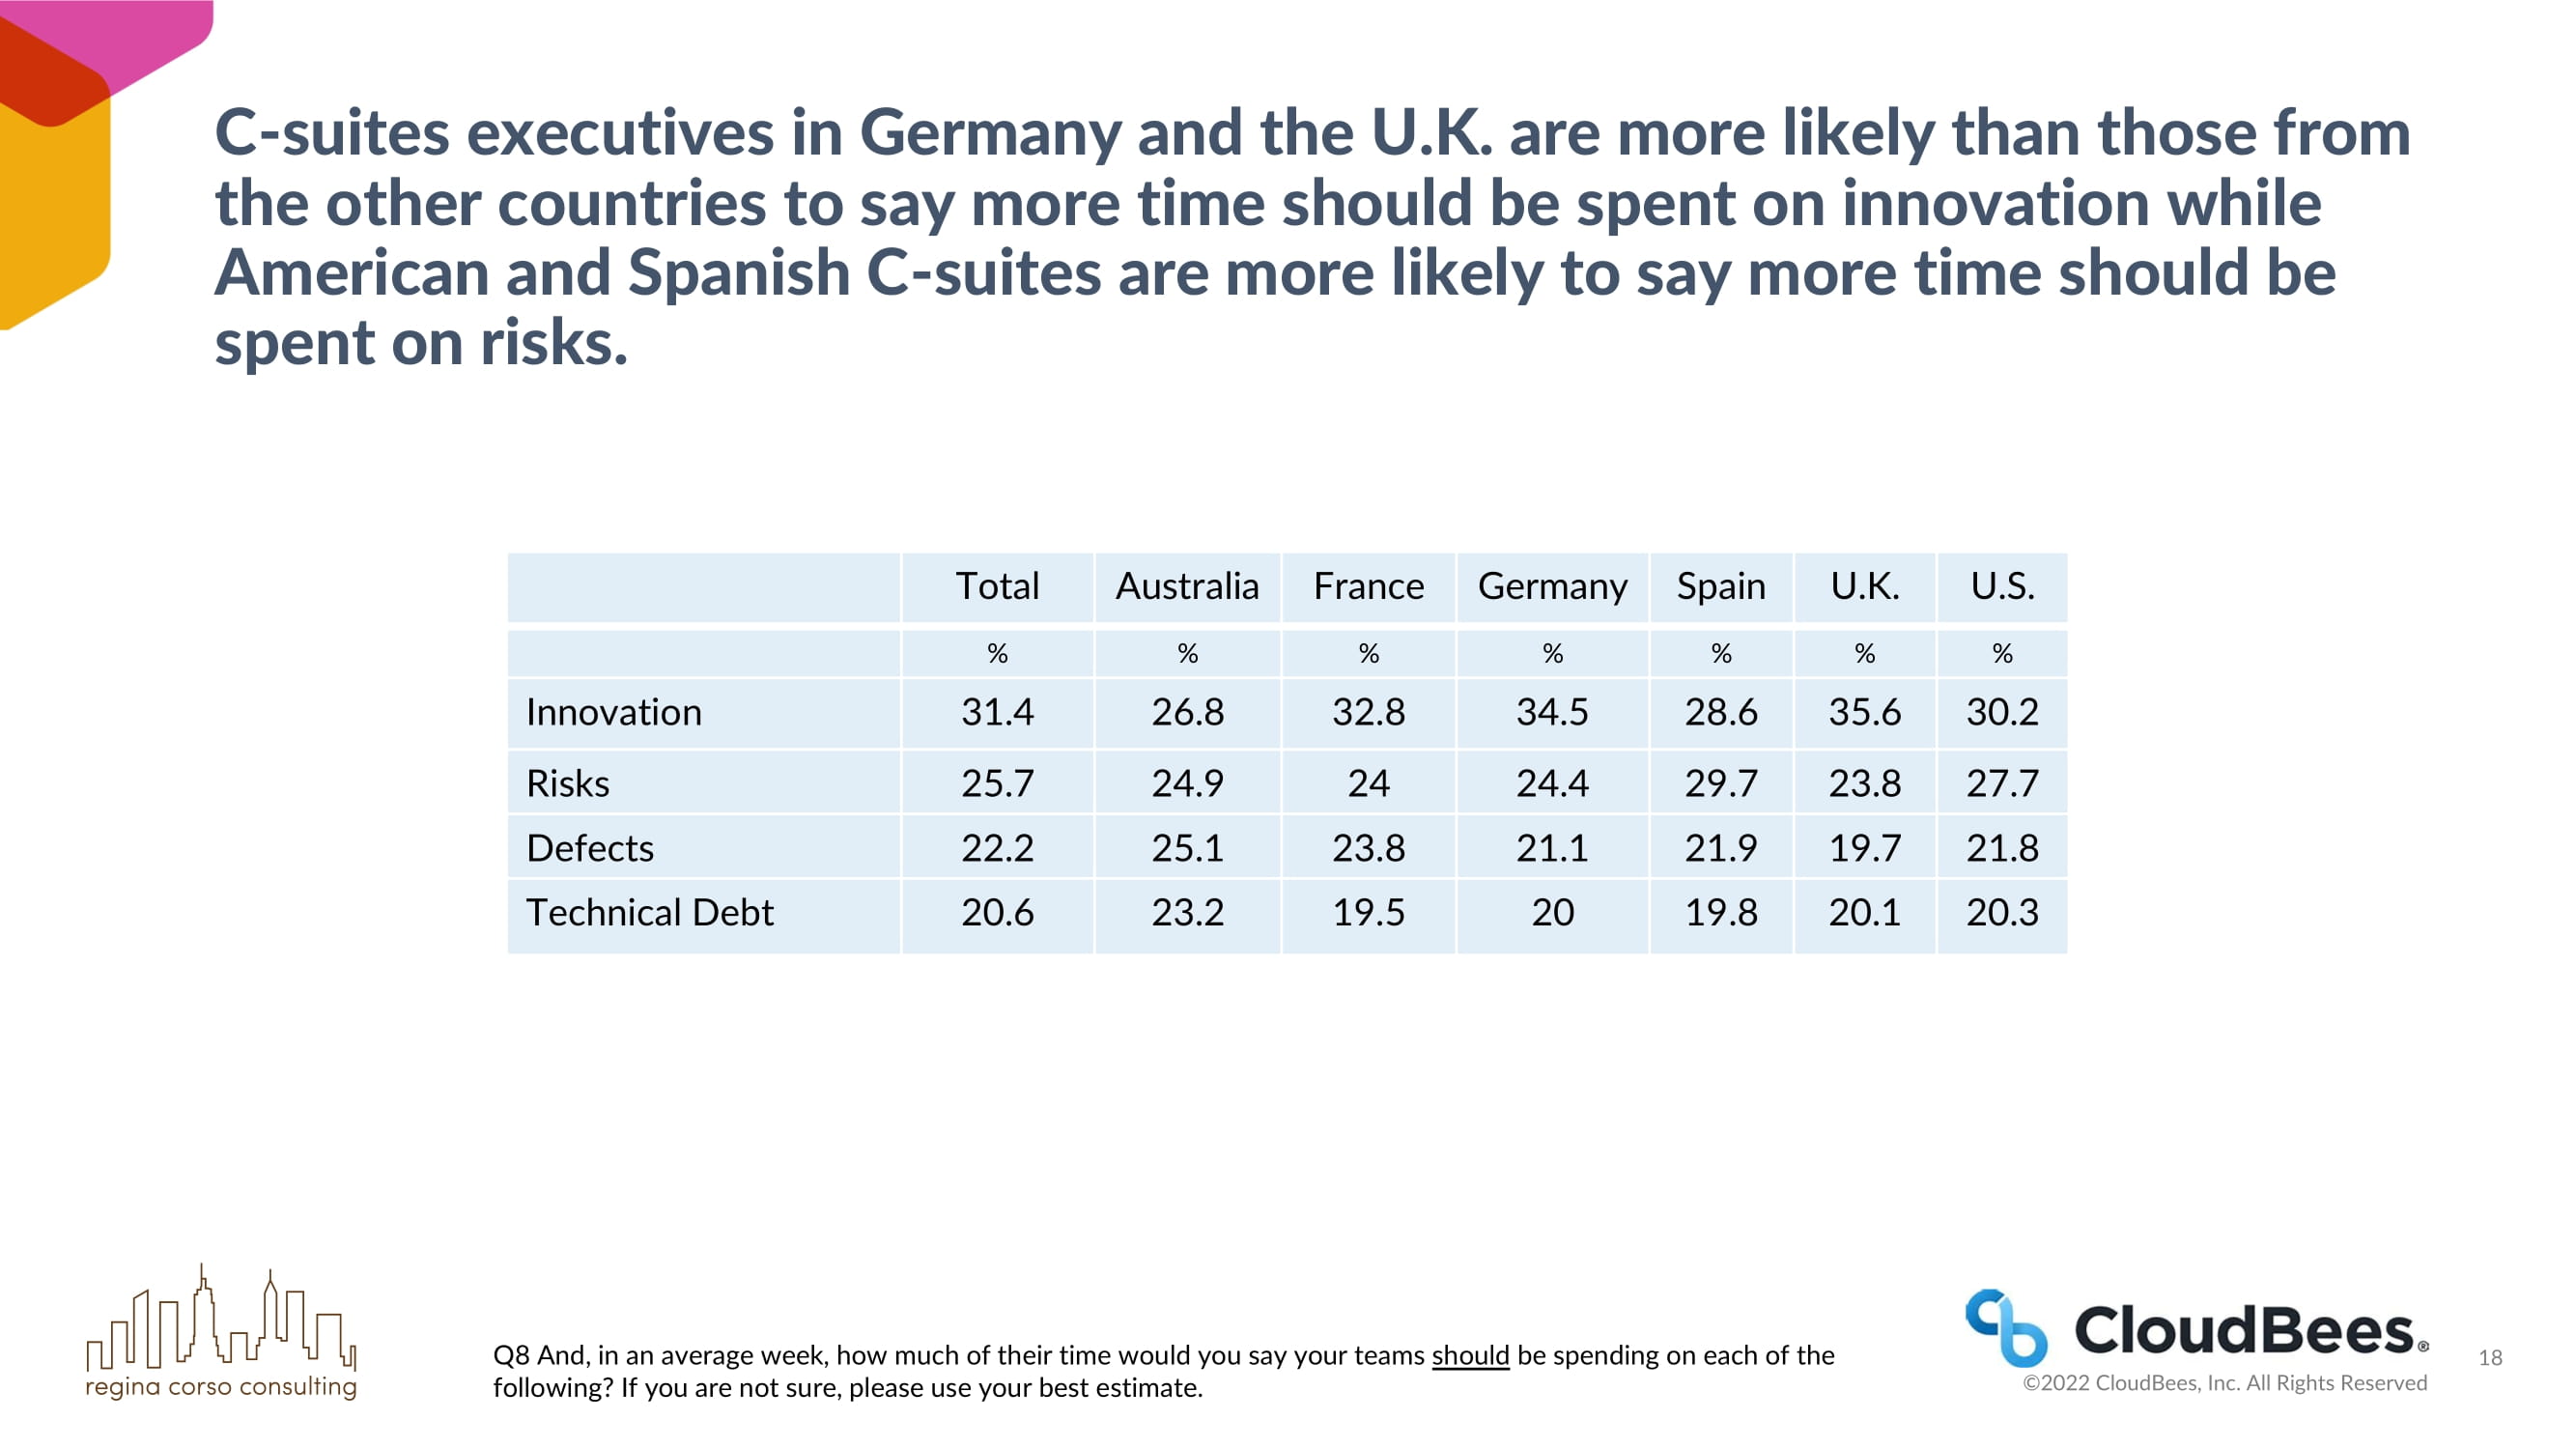 C-suites executives in Germany and the U.K. are more likely than those from
the other countries to say more time should be spent on innovation while
American and Spanish C-suites are more likely to say more time should be
spent on risks.
Total Australia France Germany Spain U.K. U.S.
% % % % % % %
Innovation 31.4 26.8 32.8 34.5 28.6 35.6 30.2
Risks 25.7 24.9 24 24.4 29.7 23.8 27.7
Defects 22.2 25.1 23.8 21.1 21.9 19.7 21.8
Technical Debt 20.6 23.2 19.5 20 19.8 20.1 20.3
regina corso consulting
Q8 And, in an average week, how much of their time would you say your teams should be spending on each of the
following? If you are not sure, please use your best estimate.
CloudBees®
©2022 CloudBees, Inc. All Rights Reserved
18